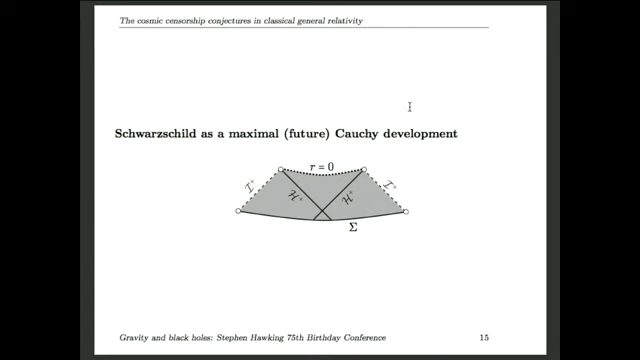 The cosmic censorship conjectures in classical general relativity
Schwarzschild as a maximal (future) Cauchy development
r = 0
I⁺
H⁺
H⁺
I⁺
Σ
Gravity and black holes: Stephen Hawking 75th Birthday Conference 15